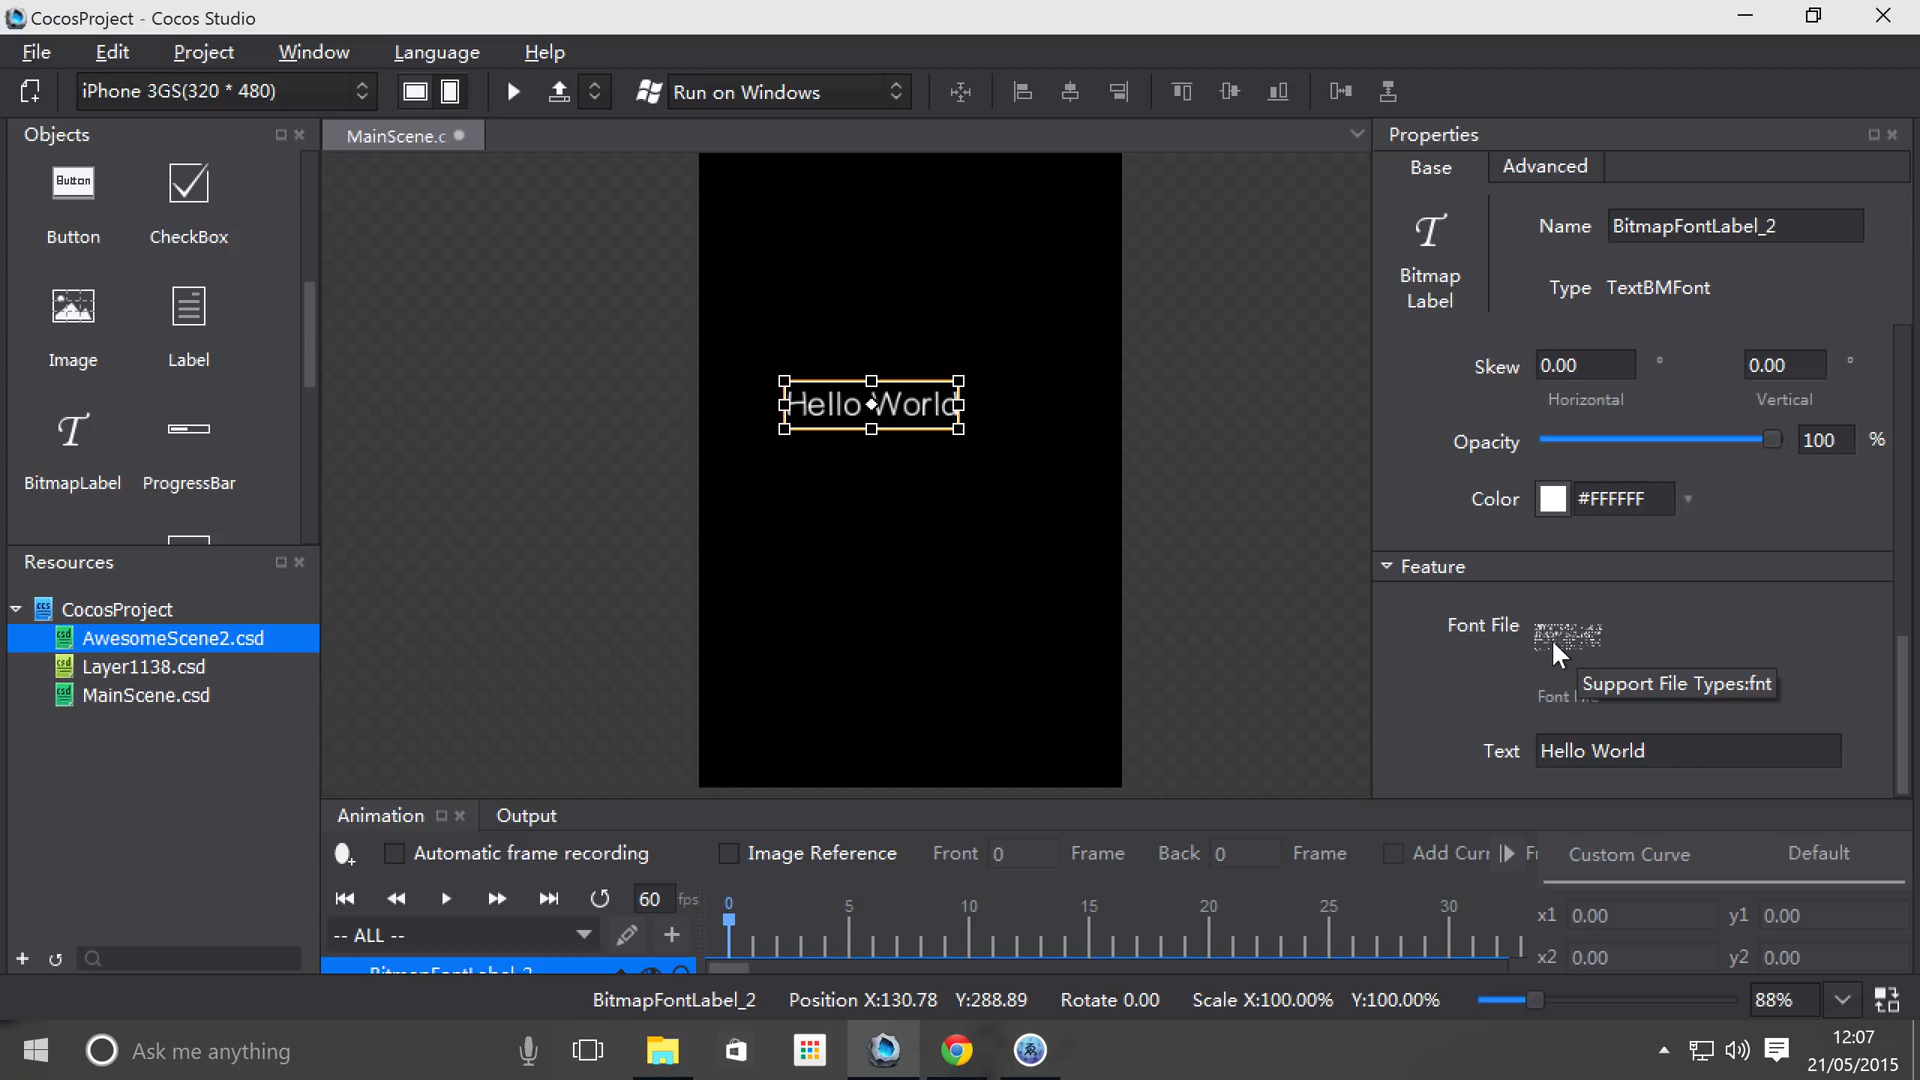 CocosProject - Cocos Studio
File Edit Project Window Language Help
iPhone 3GS(320 * 480)
Run on Windows
Objects
Button
Button
CheckBox
Image
Label
BitmapLabel
ProgressBar
Resources
CocosProject
AwesomeScene2.csd
Layer1138.csd
MainScene.csd
MainScene.c
Hello World
Properties
Base
Advanced
Bitmap
Label
Name BitmapFontLabel_2
Type TextBMFont
Skew 0.00 ° 0.00 °
Horizontal Vertical
Opacity 100 %
Color #FFFFFF
Feature
Font File
Support File Types:fnt
Text Hello World
Animation
Output
Automatic frame recording
Image Reference Front 0 Frame Back 0 Frame Add Curr
Custom Curve Default
60 fps
0 5 10 15 20 25 30
-- ALL --
x1 0.00 y1 0.00
x2 0.00 y2 0.00
BitmapFontLabel_2
BitmapFontLabel_2 Position X:130.78 Y:288.89 Rotate 0.00 Scale X:100.00% Y:100.00% 88%
Ask me anything
12:07
21/05/2015